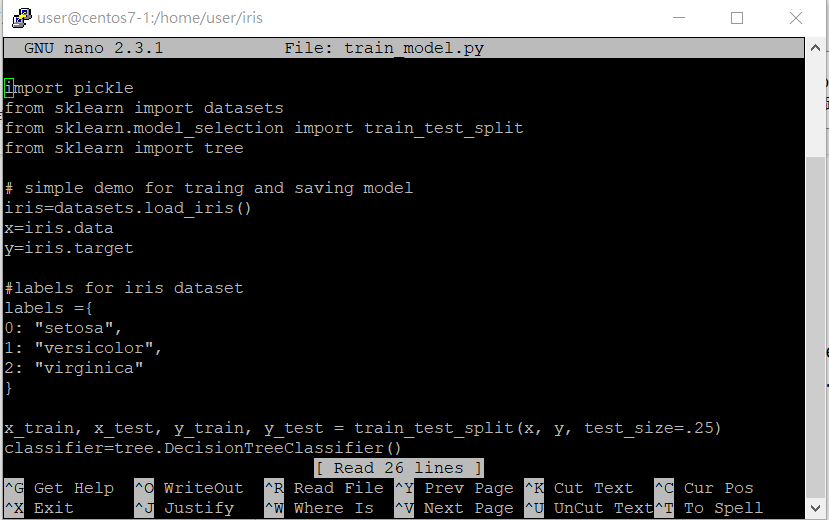 user@centos7-1:/home/user/iris
GNU nano 2.3.1 File: train_model.py
import pickle
from sklearn import datasets
from sklearn.model_selection import train_test_split
from sklearn import tree
# simple demo for traing and saving model
iris=datasets.load_iris()
x=iris.data
y=iris.target
#labels for iris dataset
labels ={
0: "setosa",
1: "versicolor",
2: "virginica"
}
x_train, x_test, y_train, y_test = train_test_split(x, y, test_size=.25)
classifier=tree.DecisionTreeClassifier()
[ Read 26 lines ]
^G Get Help ^O WriteOut ^R Read File ^Y Prev Page ^K Cut Text ^C Cur Pos
^X Exit ^J Justify ^W Where Is ^V Next Page ^U UnCut Text ^T To Spell